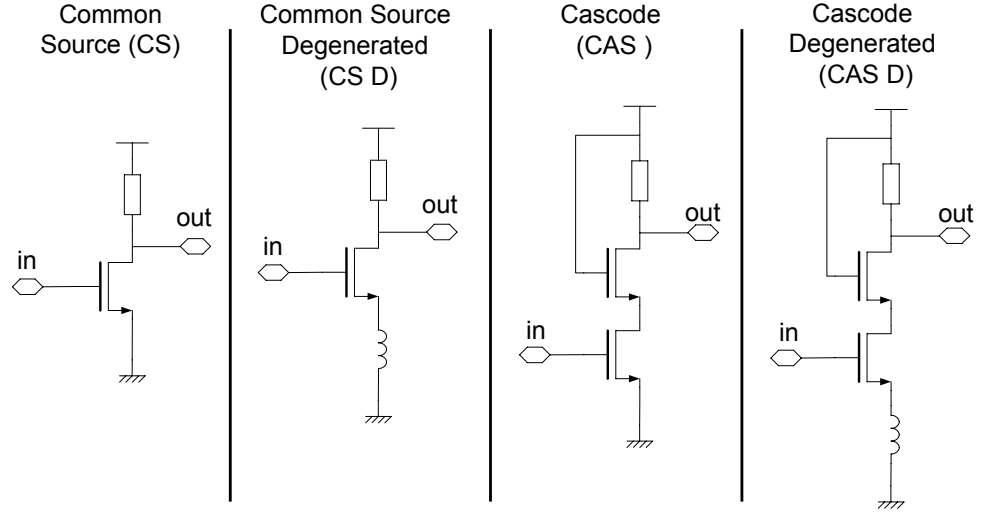 Common
Source (CS)
in
out
Common Source
Degenerated
(CS D)
in
out
Cascode
(CAS )
out
in
Cascode
Degenerated
(CAS D)
out
in